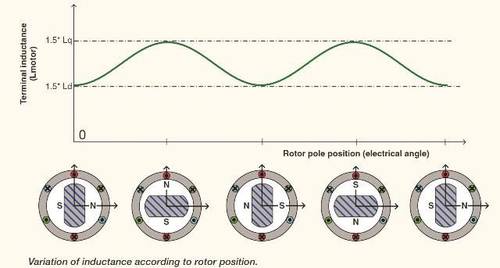 Terminal inductance
(Lmotor)
1.5* Lq
1.5* Ld
0
Rotor pole position (electrical angle)
S N
N
S
N S
S
N
S N
Variation of inductance according to rotor position.